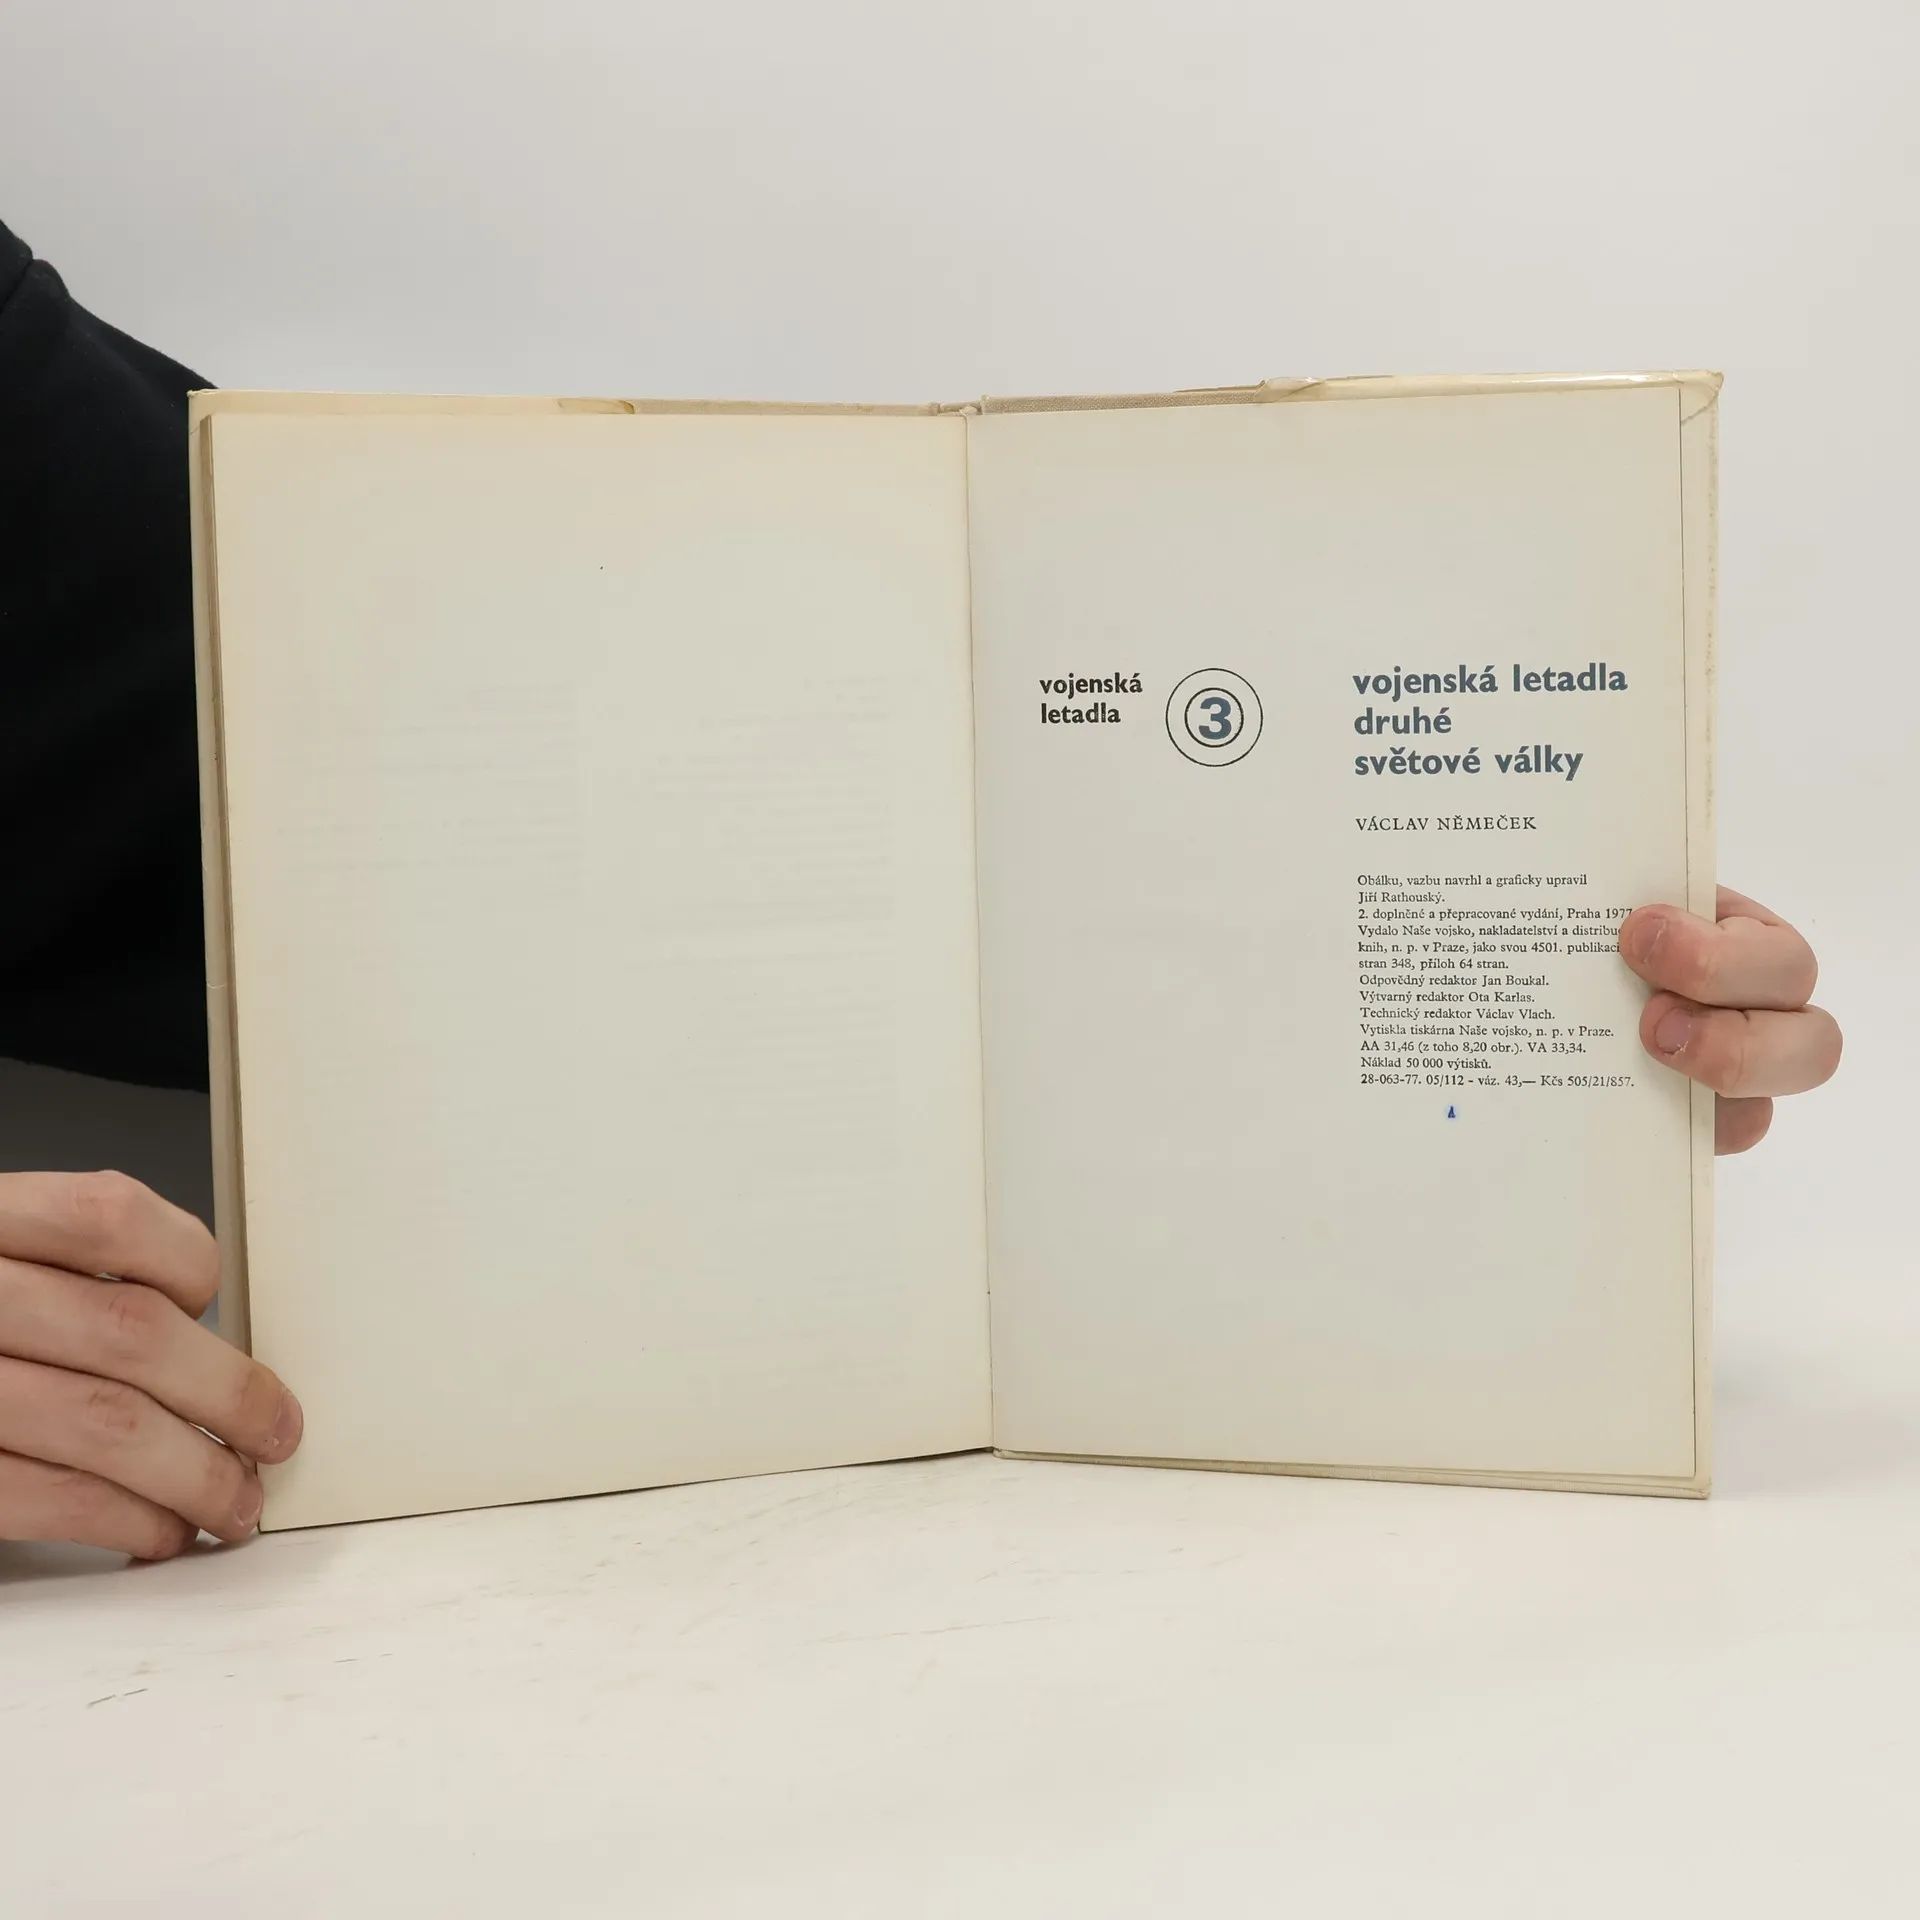 vojenská
letadla
3
vojenská letadla
druhé
světové války
VÁCLAV NĚMEČEK
Obálku, vazbu navrhl a graficky upravil
Jiří Rathouský.
2. doplněné a přepracované vydání, Praha 1977
Vydalo Naše vojsko, nakladatelství a distribu
knih, n. p. v Praze, jako svou 4501. publikaci
stran 348, příloh 64 stran.
Odpovědný redaktor Jan Boukal.
Výtvarný redaktor Ota Karlas.
Technický redaktor Václav Vlach.
Vytiskla tiskárna Naše vojsko, n. p. v Praze.
AA 31,46 (z toho 8,20 obr.). VA 33,34.
Náklad 50 000 výtisků.
28-063-77. 05/112 - váz. 43,— Kčs 505/21/857.